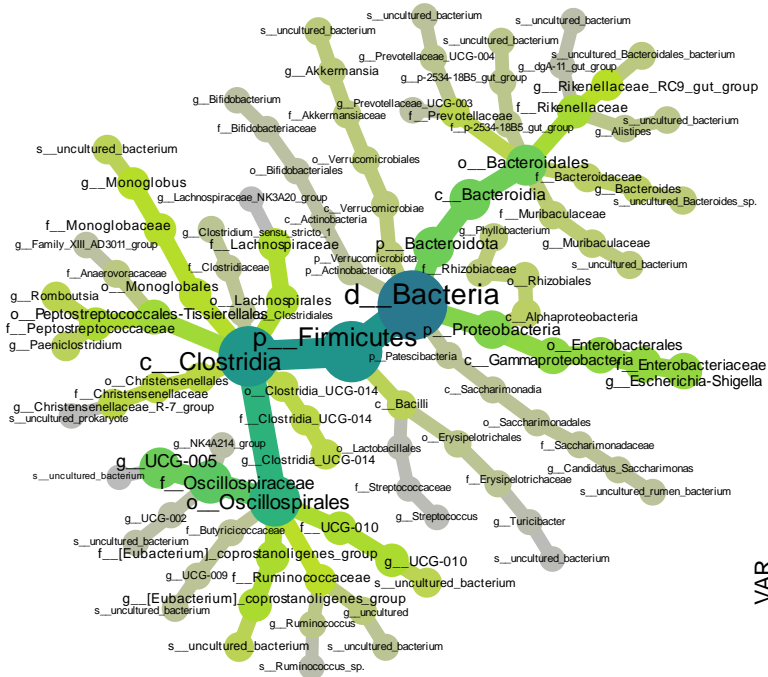 s__uncultured_bacterium
s__uncultured_bacterium
g__Prevotellaceae_UCG-004
s__uncultured_bacterium
s__uncultured_Bacteroidales_bacterium
g__Akkermansia
g__p-2534-18B5_gut_group
g__dgA-11_gut_group
g__Rikenellaceae_RC9_gut_group
g__Bifidobacterium
g__Prevotellaceae_UCG-003
f__Akkermansiaceae
f__Prevotellaceae
f__Rikenellaceae
s__uncultured_bacterium
f__Bifidobacteriaceae
f__p-2534-18B5_gut_group
g__Alistipes
s__uncultured_bacterium
o__Verrucomicrobiales
o__Bacteroidales
g__Monoglobus
o__Bifidobacteriales
f__Bacteroidaceae
g__Lachnospiraceae_NK3A20_group
c__Bacteroidia
g__Bacteroides
s__uncultured_Bacteroides_sp.
c__Verrucomicrobiae
f__Monoglobaceae
c__Actinobacteria
f__Muribaculaceae
g__Clostridium_sensu_stricto_1
g__Phyllobacterium
g__Family_XIII_AD3011_group
f__Lachnospiraceae
p__Bacteroidota
g__Muribaculaceae
p__Verrucomicrobiota
f__Clostridiaceae
s__uncultured_bacterium
f__Anaerovoracaceae
p__Actinobacteriota
f__Rhizobiaceae
o__Monoglobales
o__Rhizobiales
g__Romboutsia
o__Lachnospirales
d__Bacteria
o__Peptostreptococcales-Tissierellales
o__Clostridiales
c__Alphaproteobacteria
f__Peptostreptococcaceae
p__Firmicutes
p__Proteobacteria
g__Paeniclostridium
o__Enterobacterales
c__Clostridia
p__Patescibacteria
c__Gammaproteobacteria
f__Enterobacteriaceae
g__Escherichia-Shigella
o__Christensenellales
f__Christensenellaceae
o__Clostridia_UCG-014
c__Saccharimonadia
g__Christensenellaceae_R-7_group
c__Bacilli
s__uncultured_prokaryote
f__Clostridia_UCG-014
o__Saccharimonadales
g__NK4A214_group
o__Erysipelotrichales
f__Saccharimonadaceae
o__Lactobacillales
g__UCG-005
g__Clostridia_UCG-014
g__Candidatus_Saccharimonas
s__uncultured_bacterium
f__Oscillospiraceae
f__Erysipelotrichaceae
s__uncultured_rumen_bacterium
f__Streptococcaceae
o__Oscillospirales
g__UCG-002
g__Streptococcus
g__Turicibacter
f__Butyricicoccaceae
f__UCG-010
s__uncultured_bacterium
f__[Eubacterium]_coprostanoligenes_group
g__UCG-010
s__uncultured_bacterium
g__UCG-009
f__Ruminococcaceae
s__uncultured_bacterium
g__[Eubacterium]_coprostanoligenes_group
s__uncultured_bacterium
g__uncultured
g__Ruminococcus
s__uncultured_bacterium
s__uncultured_bacterium
s__Ruminococcus_sp.
VAR